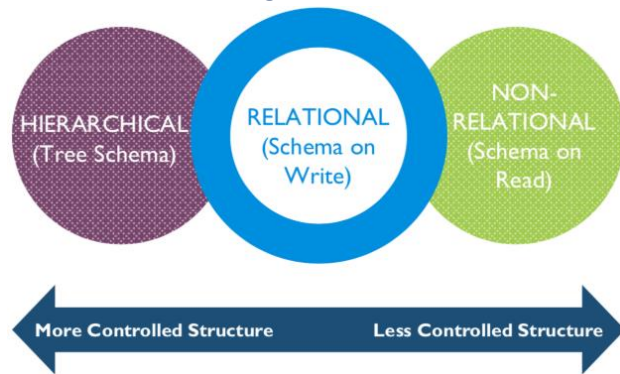 HIERARCHICAL
(Tree Schema)
RELATIONAL
(Schema on
Write)
NON-
RELATIONAL
(Schema on
Read)
More Controlled Structure
Less Controlled Structure